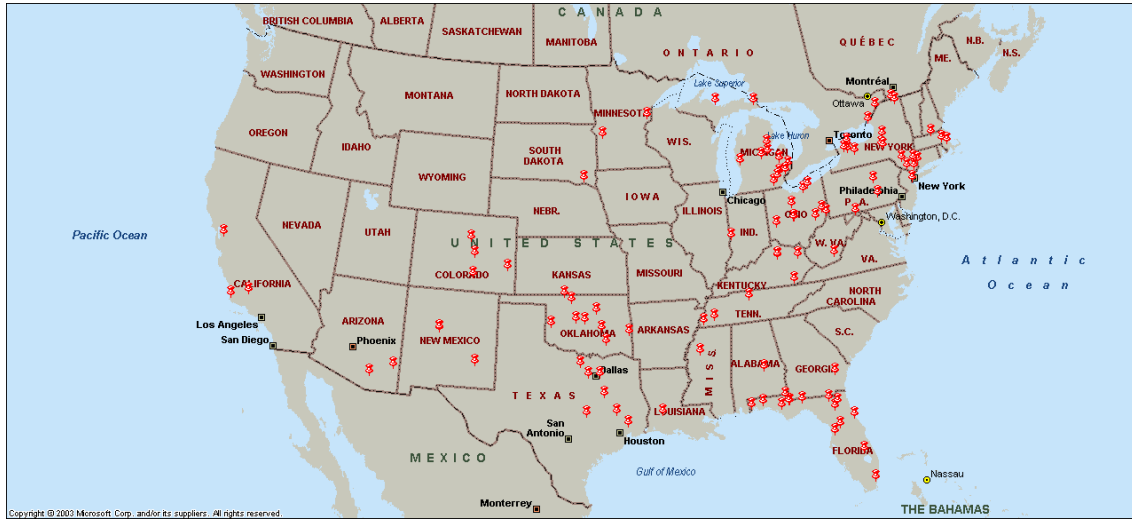 C A N A D A
BRITISH COLUMBIA
ALBERTA
SASKATCHEWAN
MANITOBA
ONTARIO
QUÉBEC
N.B.
N.S.
ME.
WASHINGTON
MONTANA
NORTH DAKOTA
MINNESOT
Lake Superior
Montréal
Ottawa
OREGON
IDAHO
SOUTH
DAKOTA
WIS.
Lake Huron
Toronto
NEW YORK
MICHIGAN
WYOMING
IOWA
NEBR.
Chicago
Philadelphia
New York
P. A.
NEVADA
UTAH
ILLINOIS
IND.
OHIO
Washington, D.C.
Pacific Ocean
U N I T E D S T A T E S
W. VA.
VA.
COLORADO
KANSAS
MISSOURI
KENTUCKY
CALIFORNIA
Atlantic
Ocean
NORTH
CAROLINA
TENN.
Los Angeles
San Diego
ARIZONA
Phoenix
NEW MEXICO
OKLAHOMA
ARKANSAS
S.C.
MISS.
ALABAMA
GEORGIA
Dallas
TEXAS
LOUISIANA
San
Antonio
Houston
MEXICO
Gulf of Mexico
FLORIDA
Nassau
Monterrey
THE BAHAMAS
Copyright © 2003 Microsoft Corp. and/or its suppliers. All rights reserved.